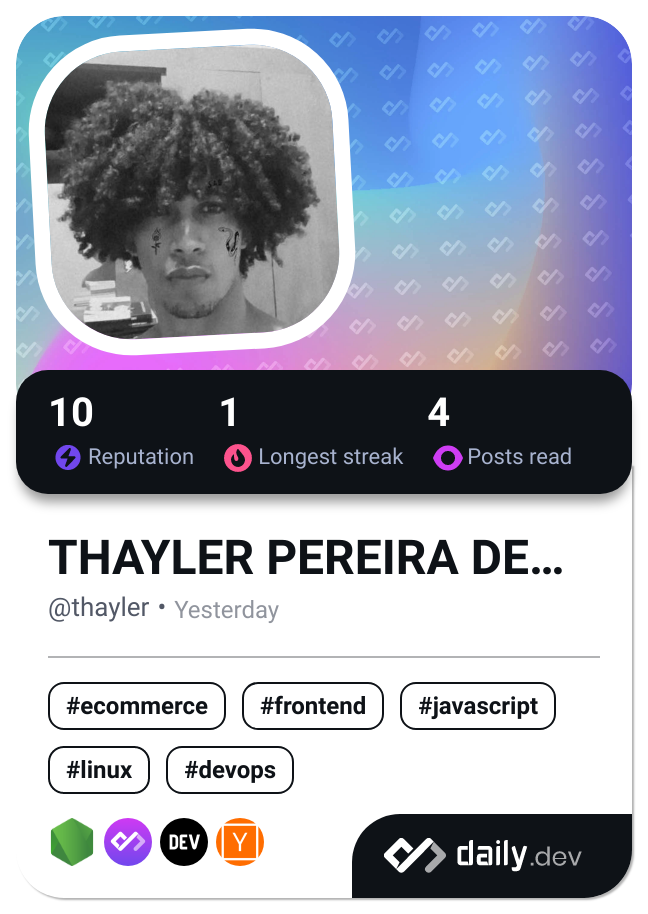 10 1 4
Reputation Longest streak Posts read
THAYLER PEREIRA DE...
@thayler • Yesterday
#ecommerce #frontend #javascript
#linux #devops
DEV Y
daily.dev